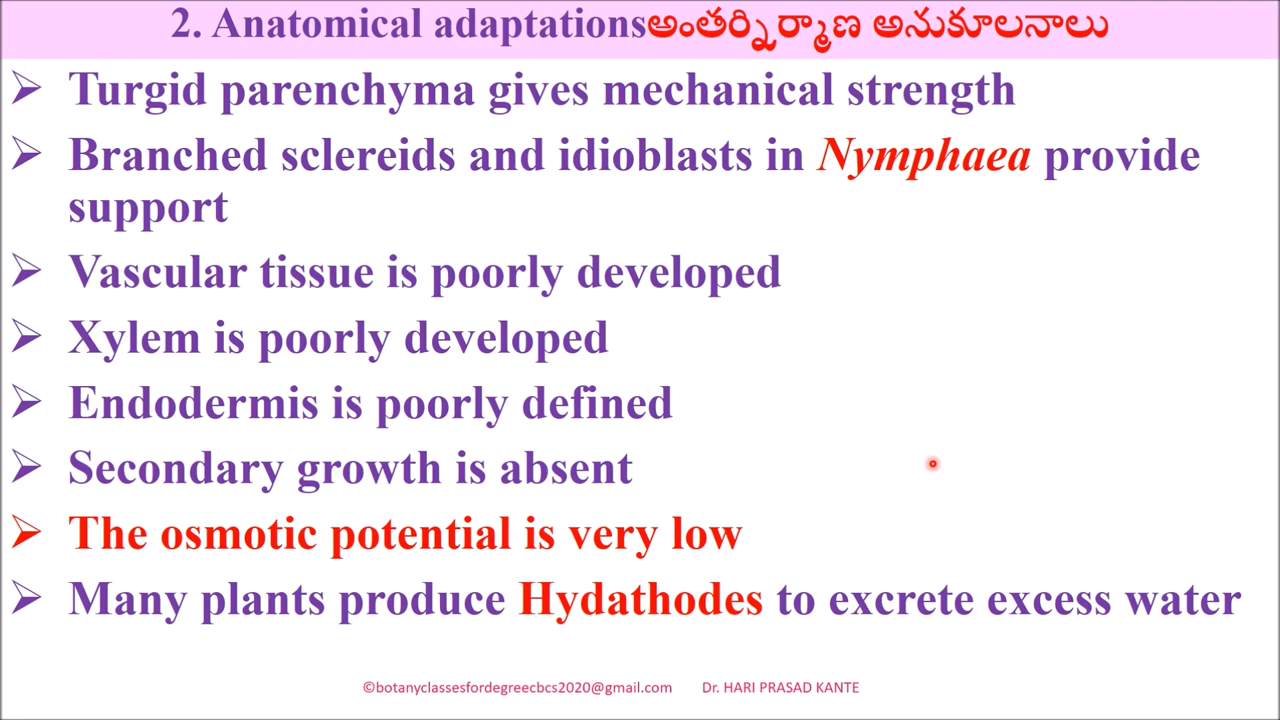 2. Anatomical adaptationsఅంతర్నిర్మాణ అనుకూలనాలు
➢ Turgid parenchyma gives mechanical strength
➢ Branched sclereids and idioblasts in Nymphaea provide
support
➢ Vascular tissue is poorly developed
➢ Xylem is poorly developed
➢ Endodermis is poorly defined
➢ Secondary growth is absent
➢ The osmotic potential is very low
➢ Many plants produce Hydathodes to excrete excess water
©botanyclassesfordegreecbcs2020@gmail.com Dr. HARI PRASAD KANTE